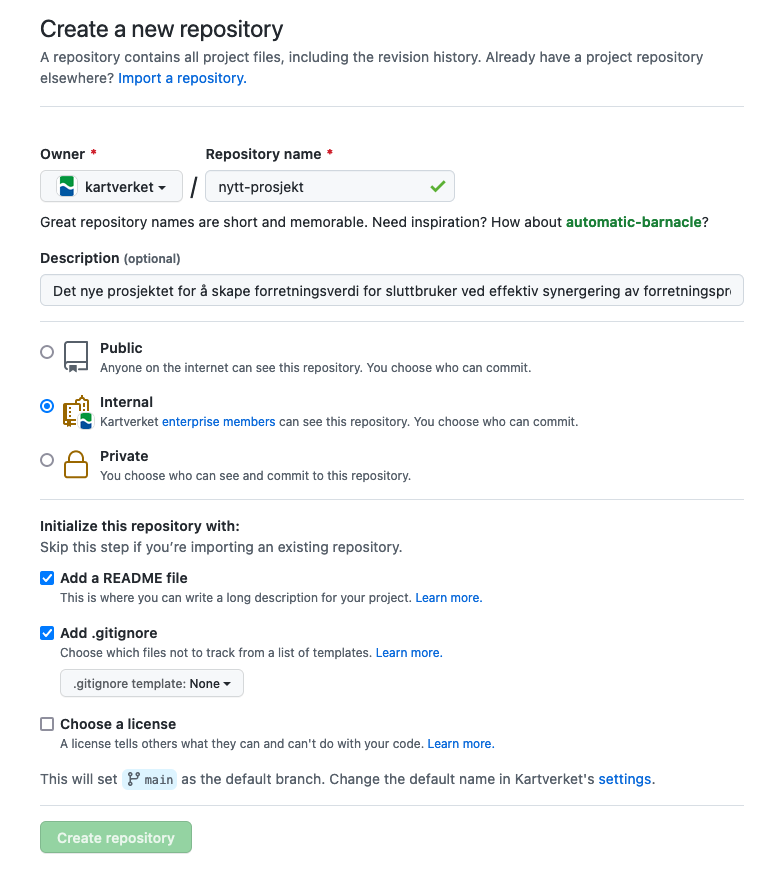 Create a new repository
A repository contains all project files, including the revision history. Already have a project repository
elsewhere? Import a repository.
Owner * Repository name *
kartverket / nytt-prosjekt
Great repository names are short and memorable. Need inspiration? How about automatic-barnacle?
Description (optional)
Det nye prosjektet for å skape forretningsverdi for sluttbruker ved effektiv synergering av forretningspr
Public
Anyone on the internet can see this repository. You choose who can commit.
Internal
Kartverket enterprise members can see this repository. You choose who can commit.
Private
You choose who can see and commit to this repository.
Initialize this repository with:
Skip this step if you’re importing an existing repository.
Add a README file
This is where you can write a long description for your project. Learn more.
Add .gitignore
Choose which files not to track from a list of templates. Learn more.
.gitignore template: None
Choose a license
A license tells others what they can and can't do with your code. Learn more.
This will set main as the default branch. Change the default name in Kartverket's settings.
Create repository